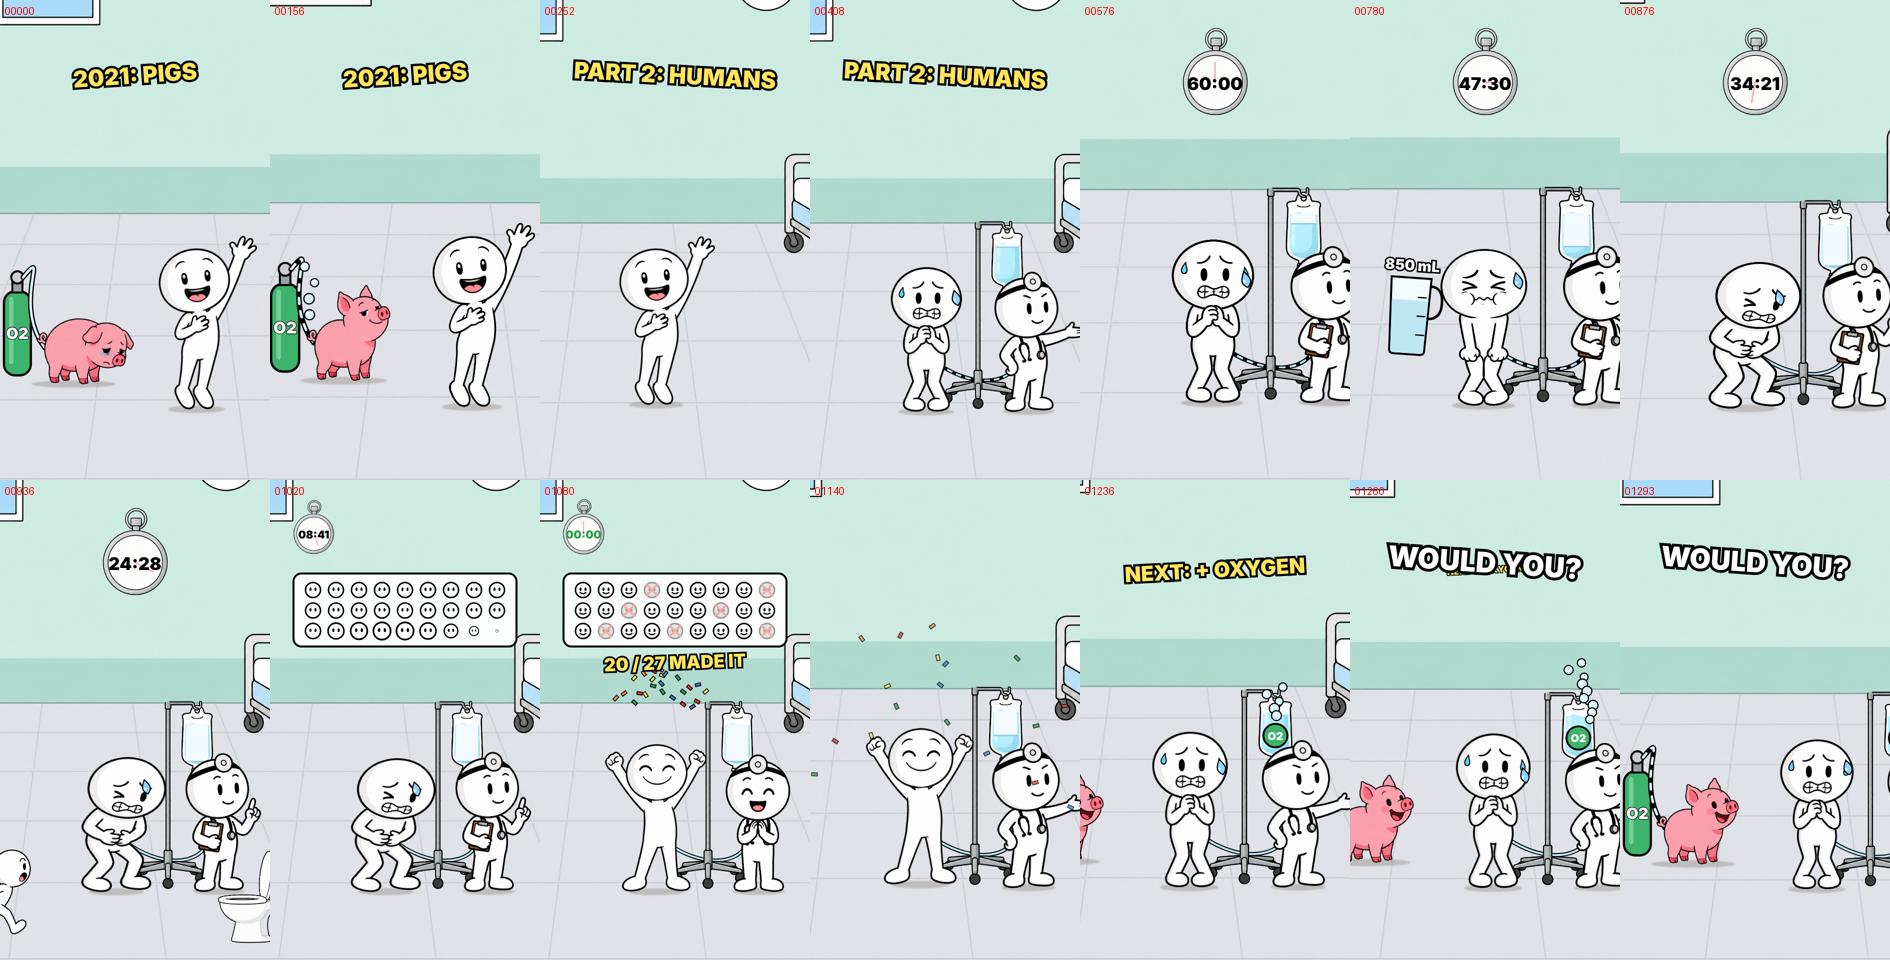 00000
2021: PIGS
O2
00156
2021: PIGS
O2
00252
PART 2: HUMANS
00408
PART 2: HUMANS
00576
60:00
00780
47:30
850 mL
00876
34:21
00936
24:28
01020
08:41
01080
00:00
20 / 27 MADE IT
01140
01236
NEXT: + OXYGEN
O2
01260
WOULD YOU?
O2
01293
WOULD YOU?
O2